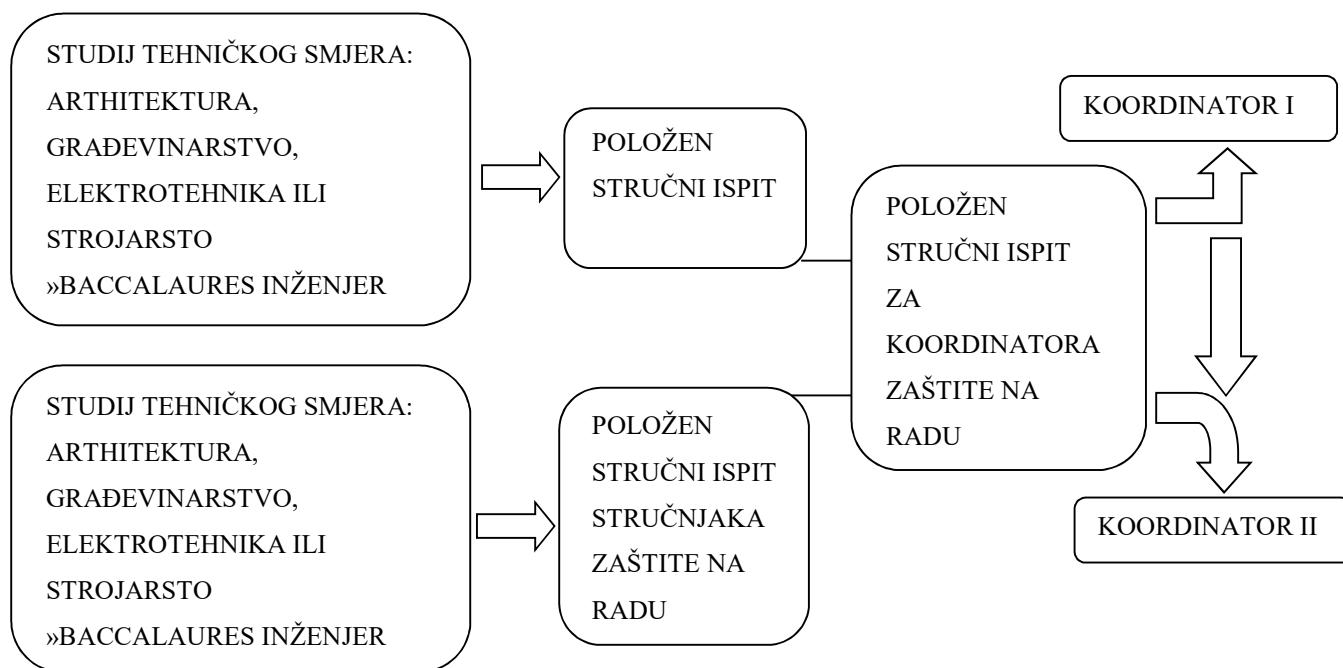 STUDIJ TEHNIČKOG SMJERA:
ARTHITEKTURA,
GRAĐEVINARSTVO,
ELEKTROTEHNIKA ILI
STROJARSTO
»BACCALAURES INŽENJER
POLOŽEN
STRUČNI ISPIT
POLOŽEN
STRUČNI ISPIT
ZA
KOORDINATORA
ZAŠTITE NA
RADU
KOORDINATOR I
STUDIJ TEHNIČKOG SMJERA:
ARTHITEKTURA,
GRAĐEVINARSTVO,
ELEKTROTEHNIKA ILI
STROJARSTO
»BACCALAURES INŽENJER
POLOŽEN
STRUČNI ISPIT
STRUČNJAKA
ZAŠTITE NA
RADU
KOORDINATOR II